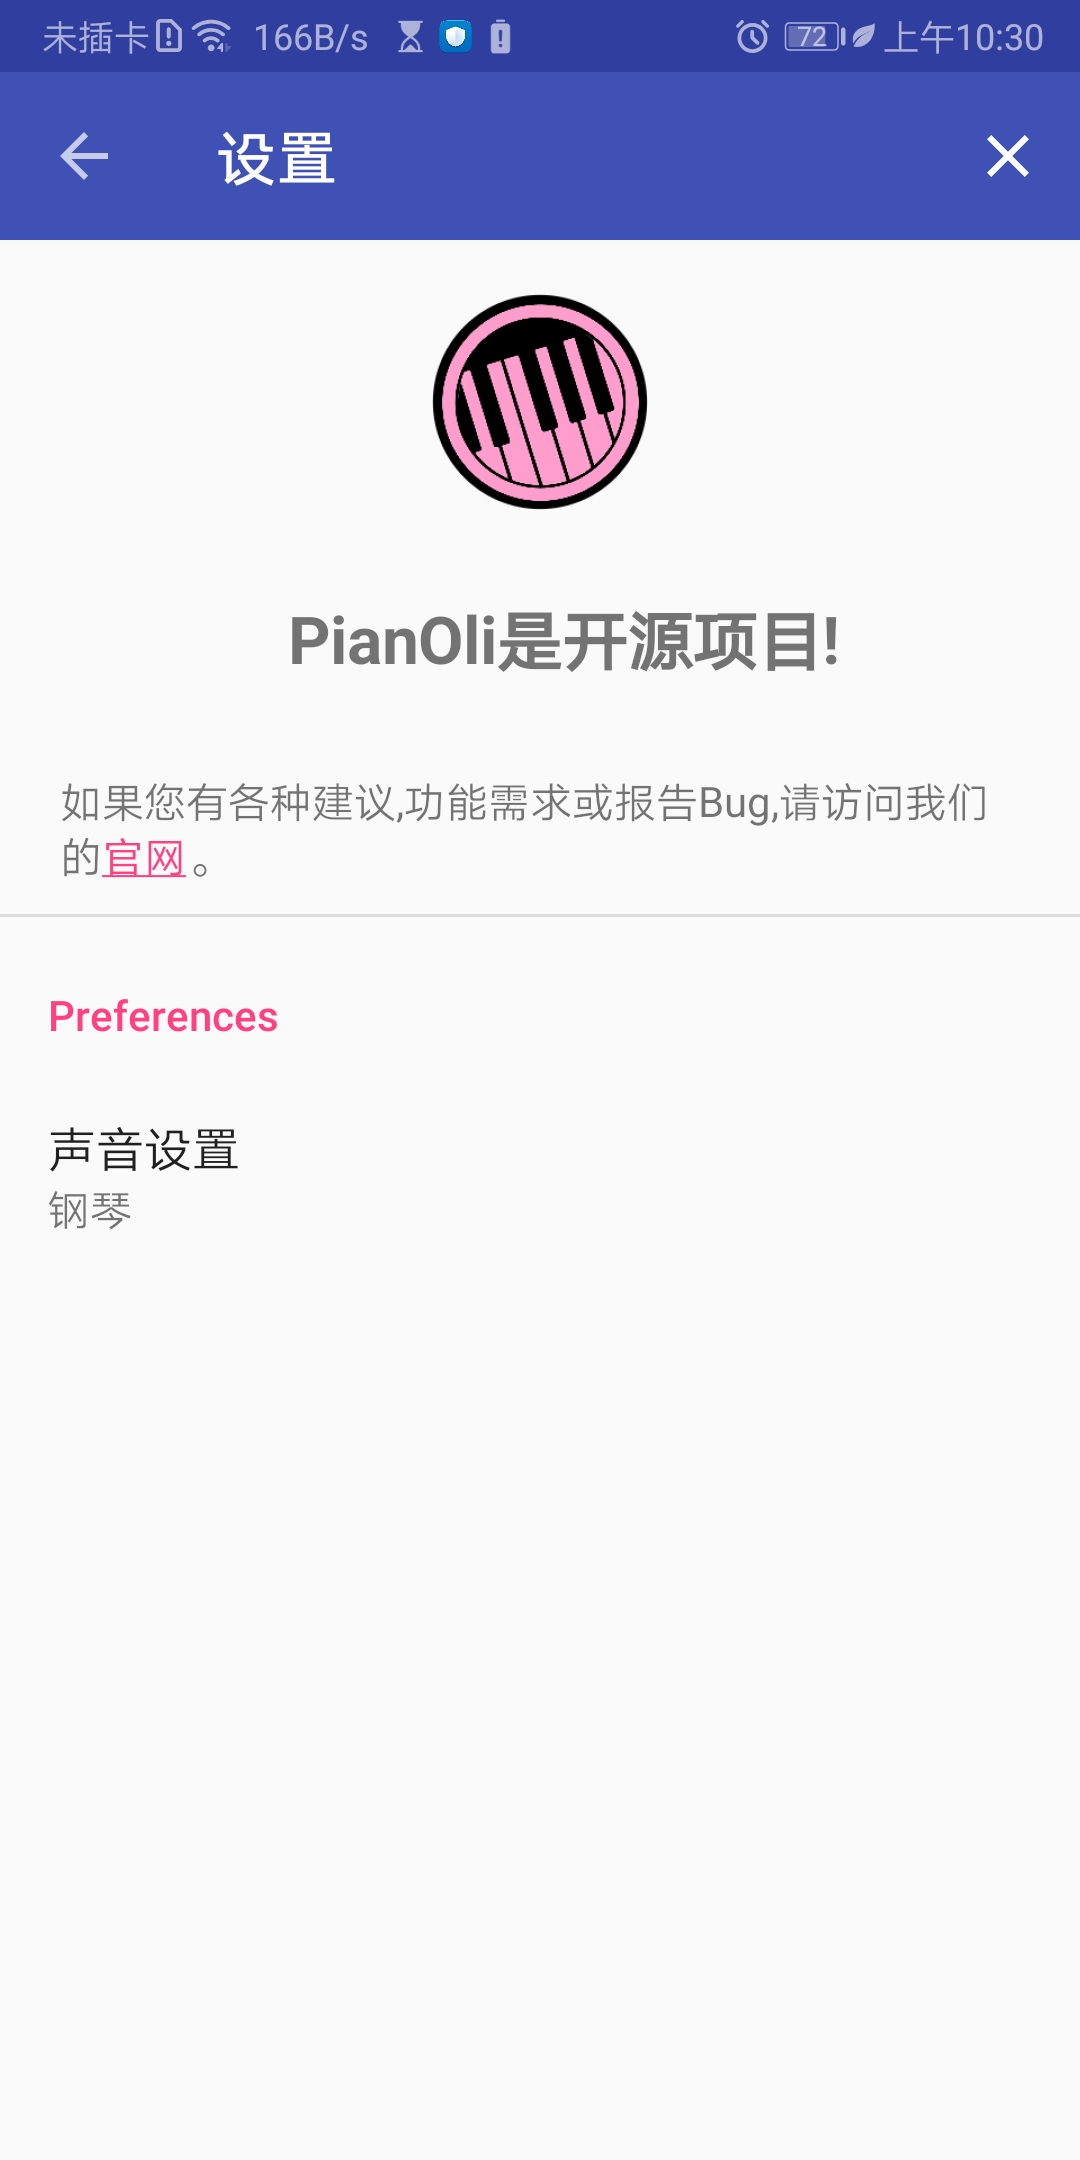 未插卡 166B/s 72 上午10:30
设置
PianOli是开源项目!
如果您有各种建议,功能需求或报告Bug,请访问我们
的官网。
Preferences
声音设置
钢琴